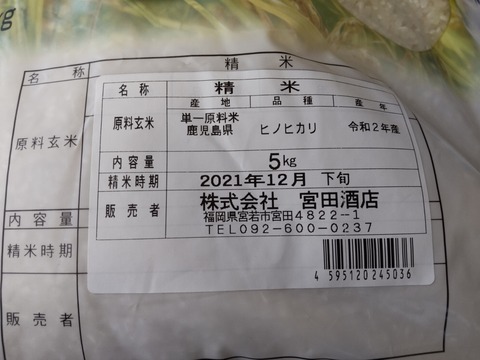 kg
名 称 精 米
名 称 精 米
産 地 品 種 産 年
原料玄米
原料玄米 単一原料米
鹿児島県 ヒノヒカリ 令和2年産
内容量 5kg
精米時期 2021年12月 下旬
販売者 株式会社 宮田酒店
福岡県宮若市宮田4822−1
TEL092-600-0237
内容量
精米時期
4 595120 245036
販売者